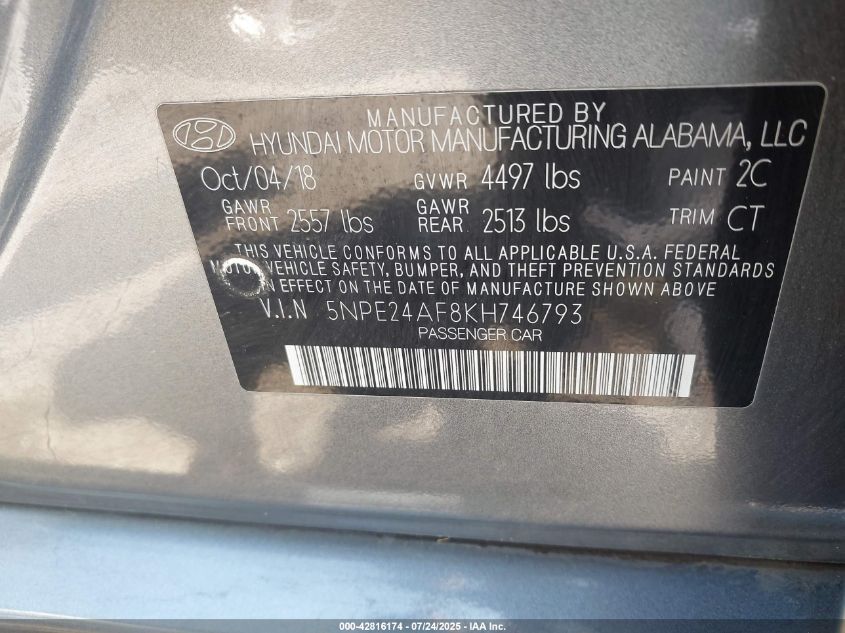 MANUFACTURED BY
HYUNDAI MOTOR MANUFACTURING ALABAMA, LLC
Oct/04/18 GVWR 4497 lbs PAINT 2C
GAWR FRONT 2557 lbs GAWR REAR 2513 lbs TRIM CT
THIS VEHICLE CONFORMS TO ALL APPLICABLE U.S.A. FEDERAL
MOTOR VEHICLE SAFETY, BUMPER, AND THEFT PREVENTION STANDARDS
IN EFFECT ON THE DATE OF MANUFACTURE SHOWN ABOVE
V.I.N 5NPE24AF8KH746793
PASSENGER CAR
000-42816174 - 07/24/2025 - IAA Inc.